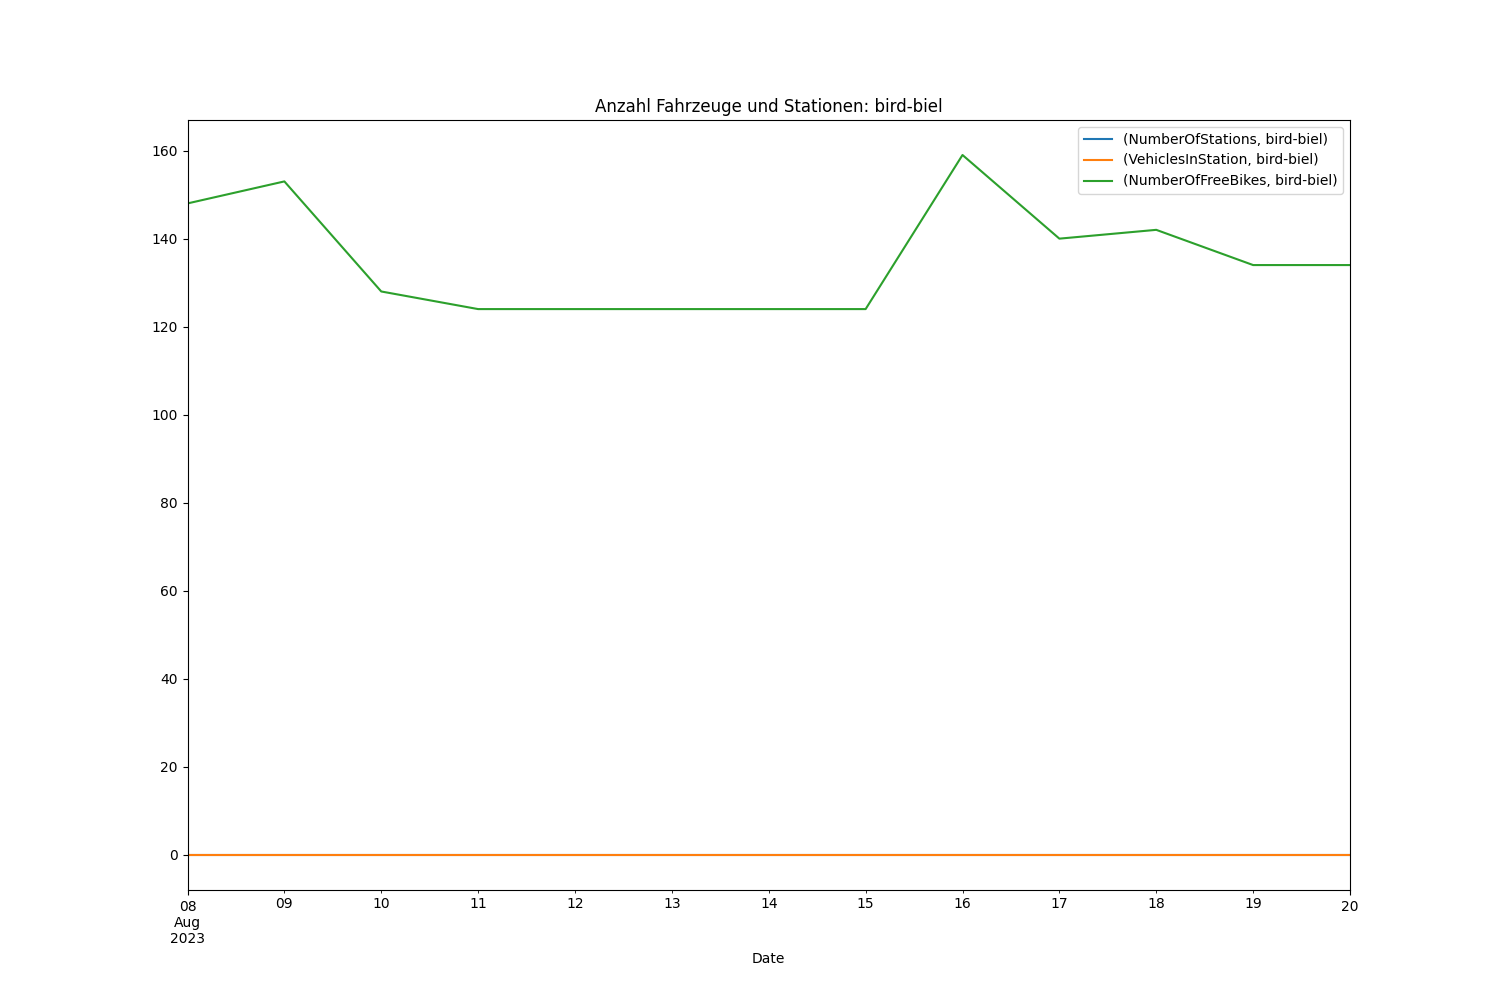 Anzahl Fahrzeuge und Stationen: bird-biel
(NumberOfStations, bird-biel)
(VehiclesInStation, bird-biel)
(NumberOfFreeBikes, bird-biel)
160
140
120
100
80
60
40
20
0
08 09 10 11 12 13 14 15 16 17 18 19 20
Aug
2023
Date